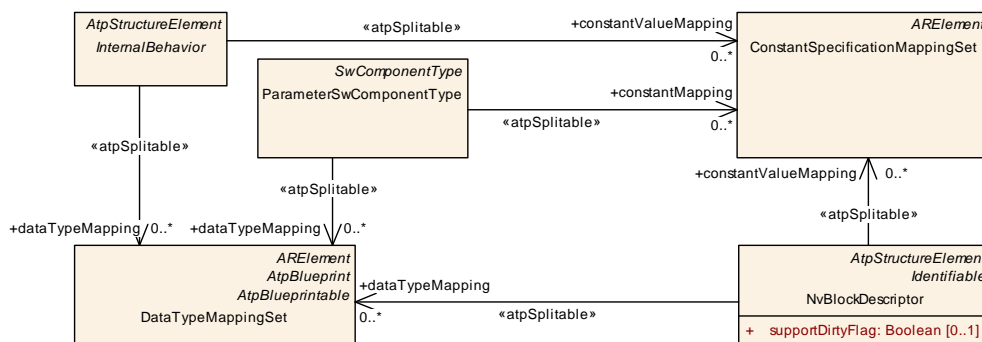 AtpStructureElement
InternalBehavior
«atpSplitable»
+constantValueMapping
0..*
ARElement
ConstantSpecificationMappingSet
SwComponentType
ParameterSwComponentType
+constantMapping
«atpSplitable»
0..*
«atpSplitable»
«atpSplitable»
+constantValueMapping 0..*
«atpSplitable»
+dataTypeMapping 0..*
+dataTypeMapping 0..*
ARElement
AtpBlueprint
AtpBlueprintable
DataTypeMappingSet
+dataTypeMapping
0..*
«atpSplitable»
AtpStructureElement
Identifiable
NvBlockDescriptor
+ supportDirtyFlag: Boolean [0..1]